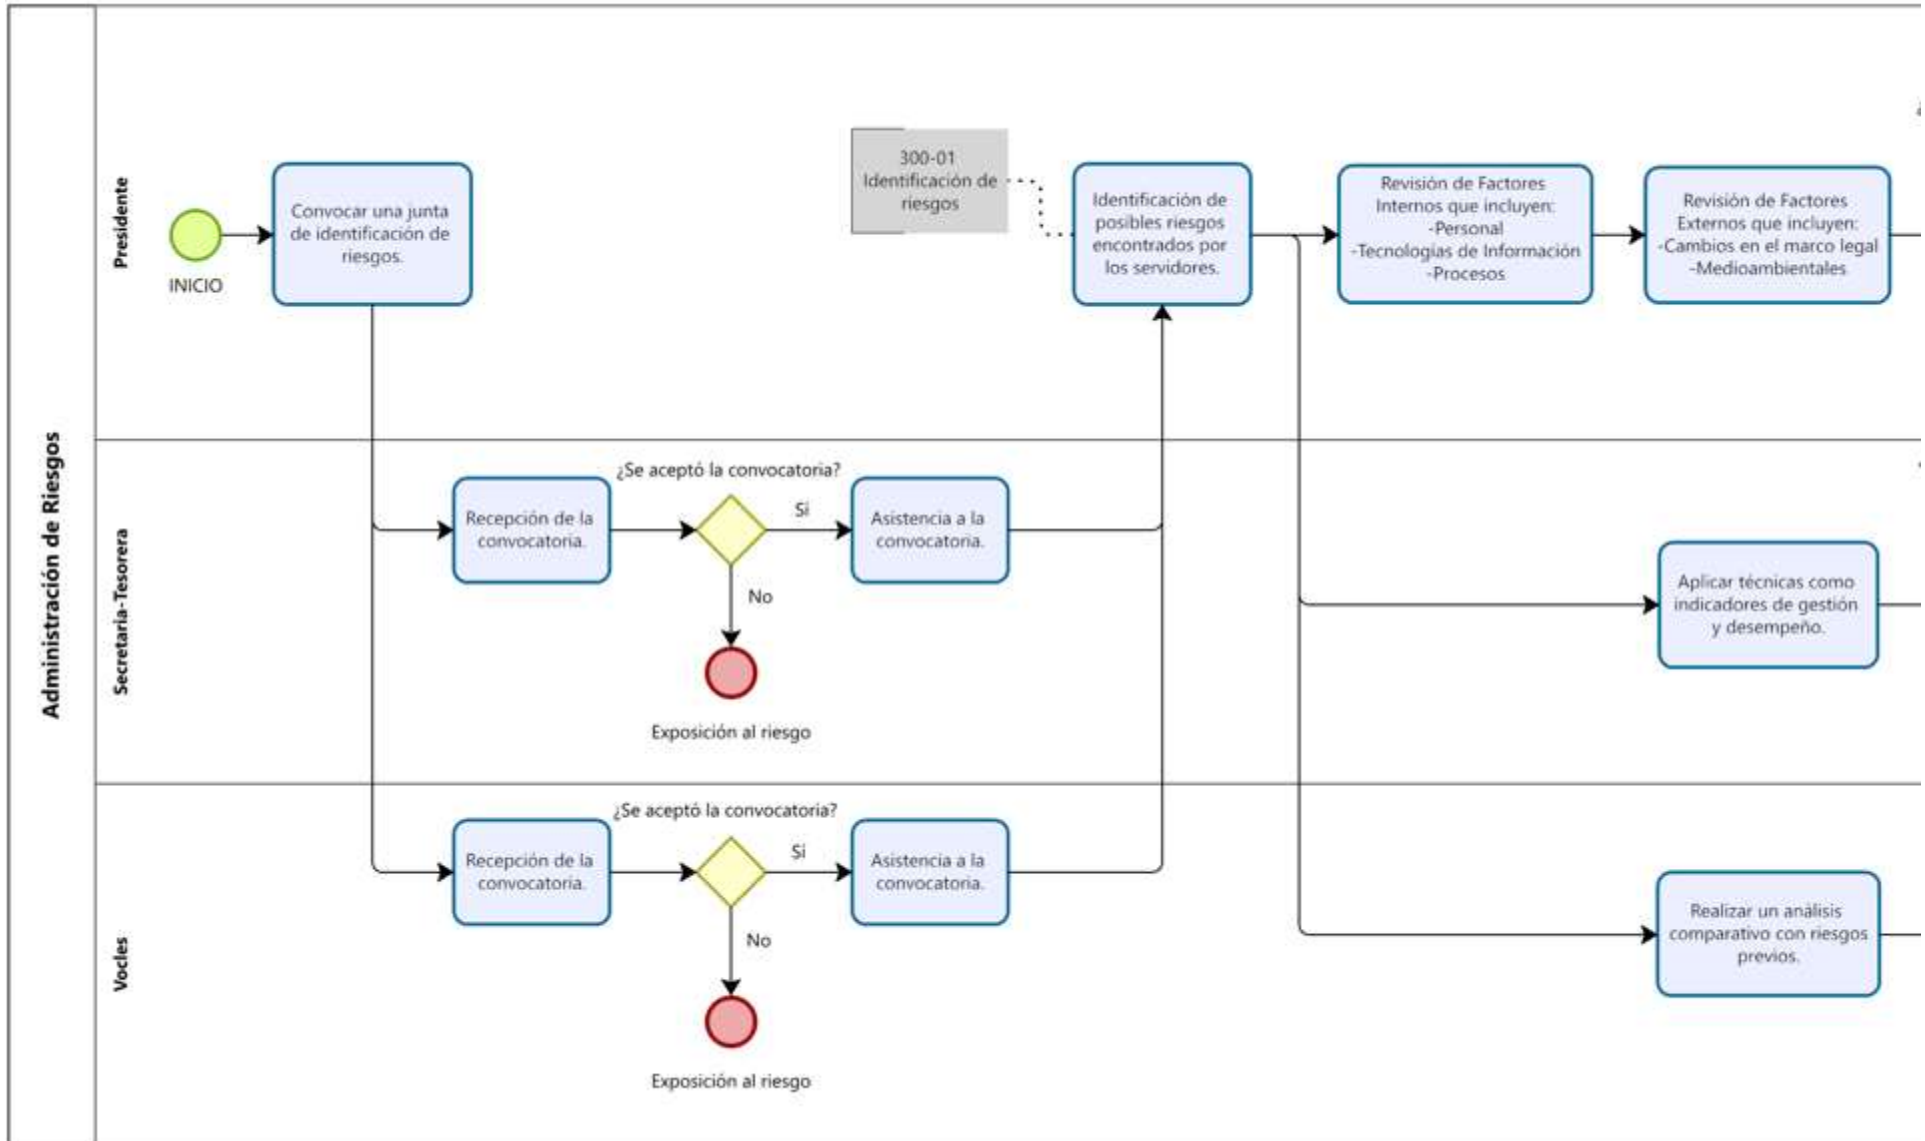 Administración de Riesgos
Presidente
INICIO
Convocar una junta
de identificación de
riesgos.
300-01
Identificación de
riesgos
Identificación de
posibles riesgos
encontrados por
los servidores.
Revisión de Factores
Internos que incluyen:
-Personal
-Tecnologías de Información
-Procesos
Revisión de Factores
Externos que incluyen:
-Cambios en el marco legal
-Medioambientales
Secretaria-Tesorera
Recepción de la
convocatoria.
¿Se aceptó la convocatoria?
Si
No
Exposición al riesgo
Asistencia a la
convocatoria.
Aplicar técnicas como
indicadores de gestión
y desempeño.
Vocles
Recepción de la
convocatoria.
¿Se aceptó la convocatoria?
Si
No
Exposición al riesgo
Asistencia a la
convocatoria.
Realizar un análisis
comparativo con riesgos
previos.